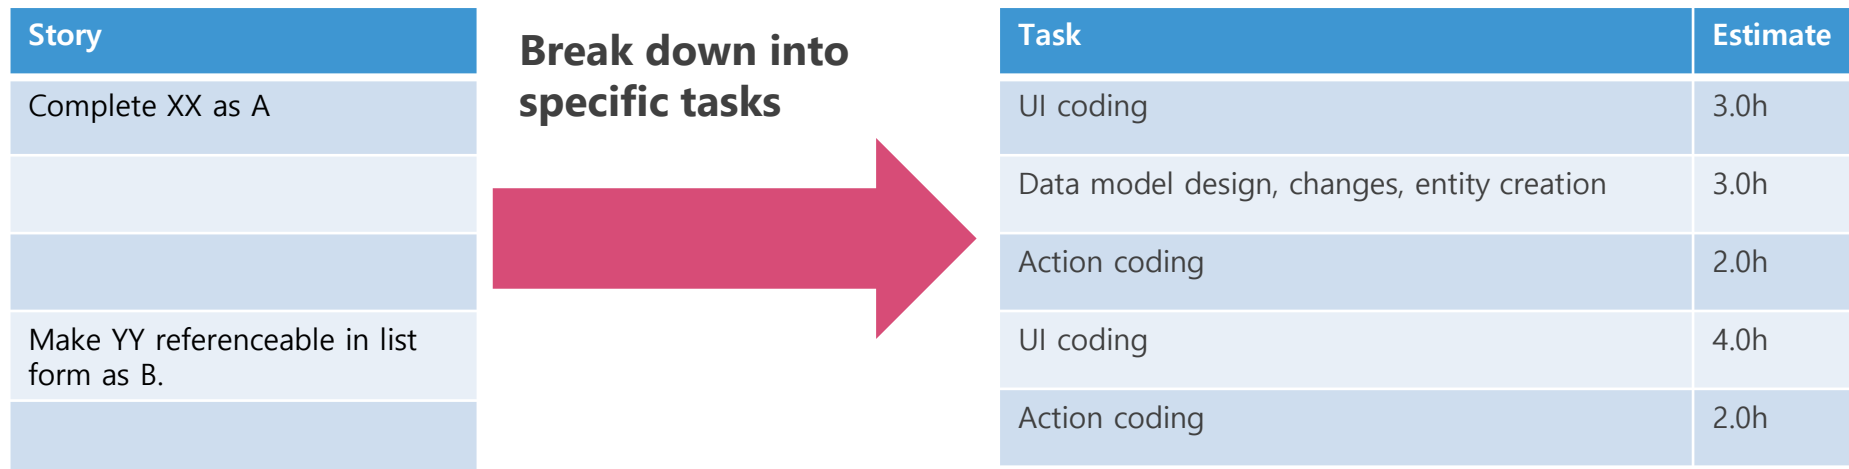 Story
Complete XX as A
Make YY referenceable in list
form as B.
Break down into
specific tasks
Task Estimate
UI coding 3.0h
Data model design, changes, entity creation 3.0h
Action coding 2.0h
UI coding 4.0h
Action coding 2.0h